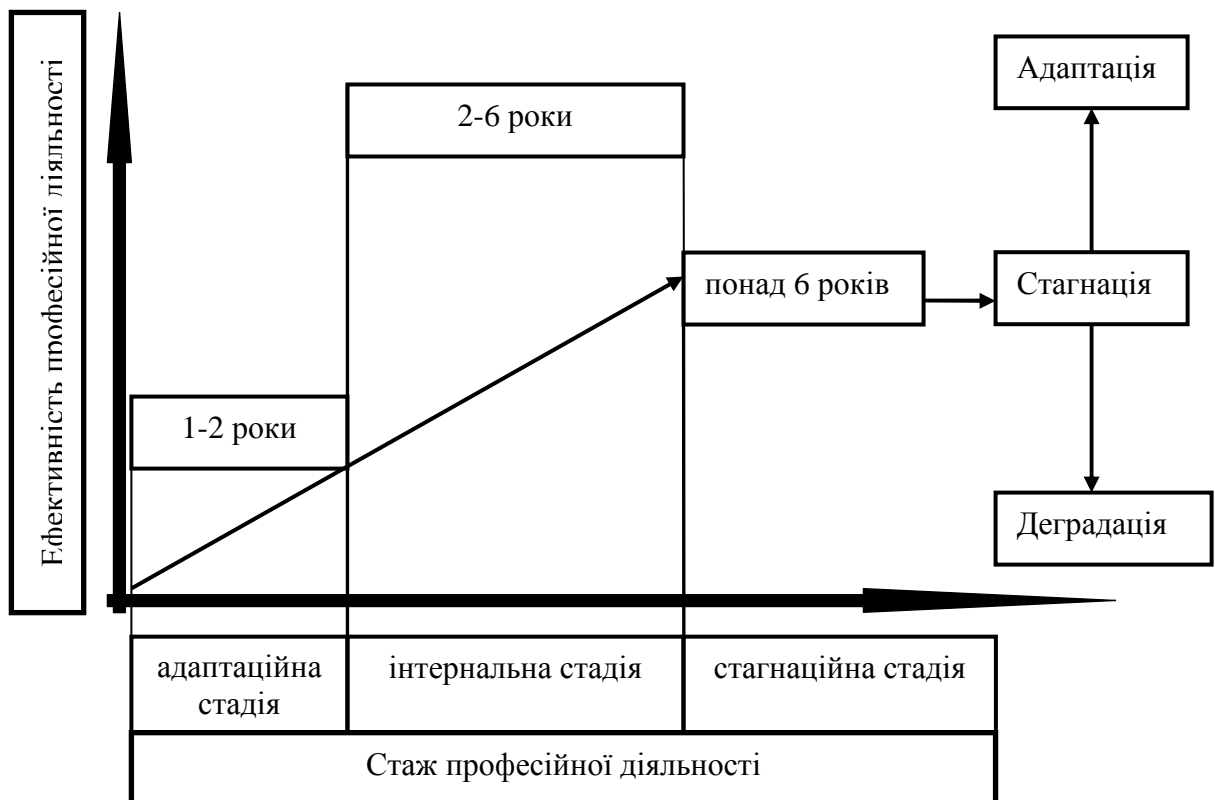 Ефективність професійної діяльності
2-6 роки
Адаптація
понад 6 років
Стагнація
1-2 роки
Деградація
адаптаційна
стадія
інтернальна стадія
стагнаційна стадія
Стаж професійної діяльності